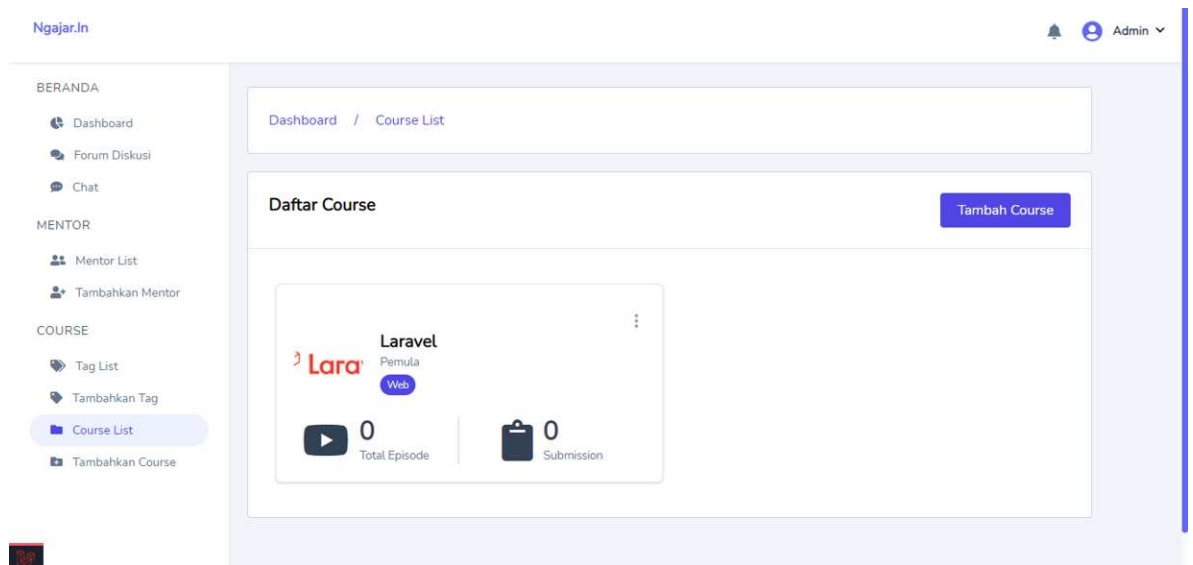 Ngajar.In
Admin
BERANDA
Dashboard
Forum Diskusi
Chat
MENTOR
Mentor List
Tambahkan Mentor
COURSE
Tag List
Tambahkan Tag
Course List
Tambahkan Course
Dashboard / Course List
Daftar Course
Tambah Course
Lara
Laravel
Pemula
Web
0
Total Episode
0
Submission